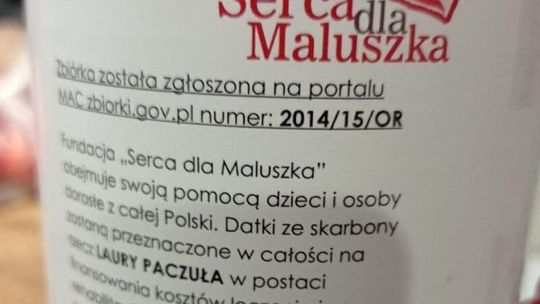 Serca dla
Maluszka
Zbiórka została zgłoszona na portalu
MAC zbiorki.gov.pl numer: 2014/15/OR
Fundacja „Serca dla Maluszka”
obejmuje swoją pomocą dzieci i osoby
dorosłe z całej Polski. Datki ze skarbony
zostaną przeznaczone w całości na
rzecz LAURY PACZUŁA w postaci
finansowania kosztów leczenia i